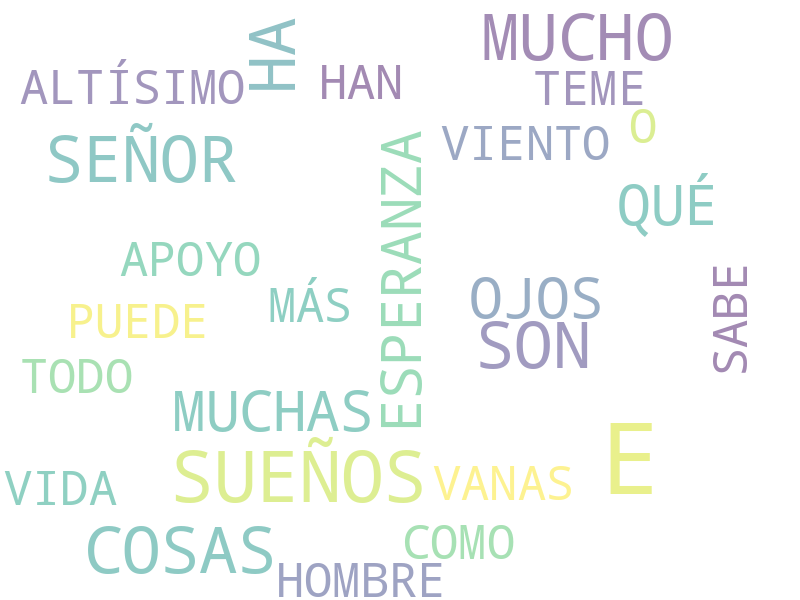 MUCHO
HA
ALTÍSIMO
HAN
TEME
O
VIENTO
SEÑOR
QUÉ
ESPERANZA
APOYO
MÁS
OJOS
SABE
PUEDE
SON
TODO
MUCHAS
E
SUEÑOS
VANAS
VIDA
COSAS
COMO
HOMBRE